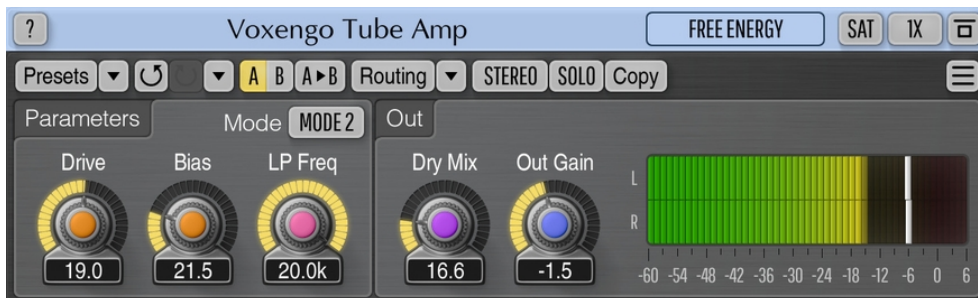 ? Voxengo Tube Amp FREE ENERGY SAT 1X
Presets A B A▸B Routing STEREO SOLO Copy
Parameters Mode MODE 2 Out
Drive Bias LP Freq Dry Mix Out Gain
L
R
19.0 21.5 20.0k 16.6 -1.5
-60 -54 -48 -42 -36 -30 -24 -18 -12 -6 0 6